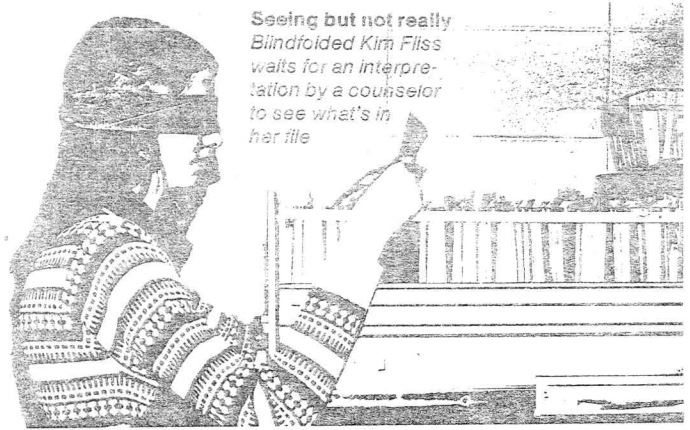 Seeing but not really
Blindfolded Kim Fliss
waits for an interpre-
tation by a counselor
to see what's in
her file